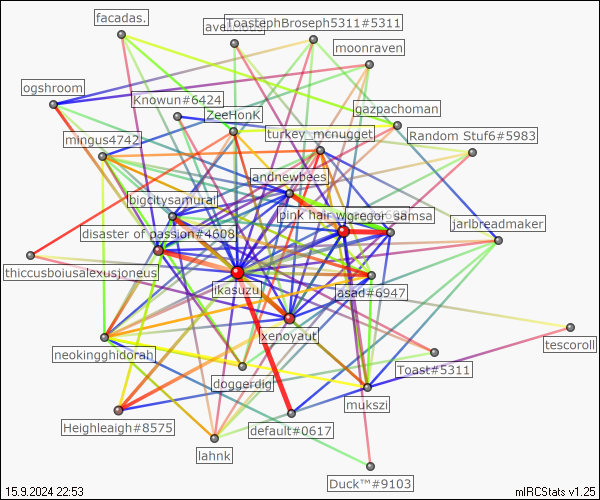 facadas.
ToastephBroseph5311#5311
moonraven
ogshroom
Knowun#6424
gazpachoman
ZeeHonK
mingus4742
turkey_mcnugget
Random Stuf6#5983
andnewbees
bigcitysamurai
pink hair w
gregor_samsa
jarlbreadmaker
disaster of passion#4608
thiccusboiusalexusjoneus
ikasuzu
asad#6947
xenoyaut
tescoroll
neokingghidorah
Toast#5311
doggerdig
mukszi
Heighleaigh#8575
default#0617
lahnk
Duck™#9103
15.9.2024 22:53
mIRCStats v1.25